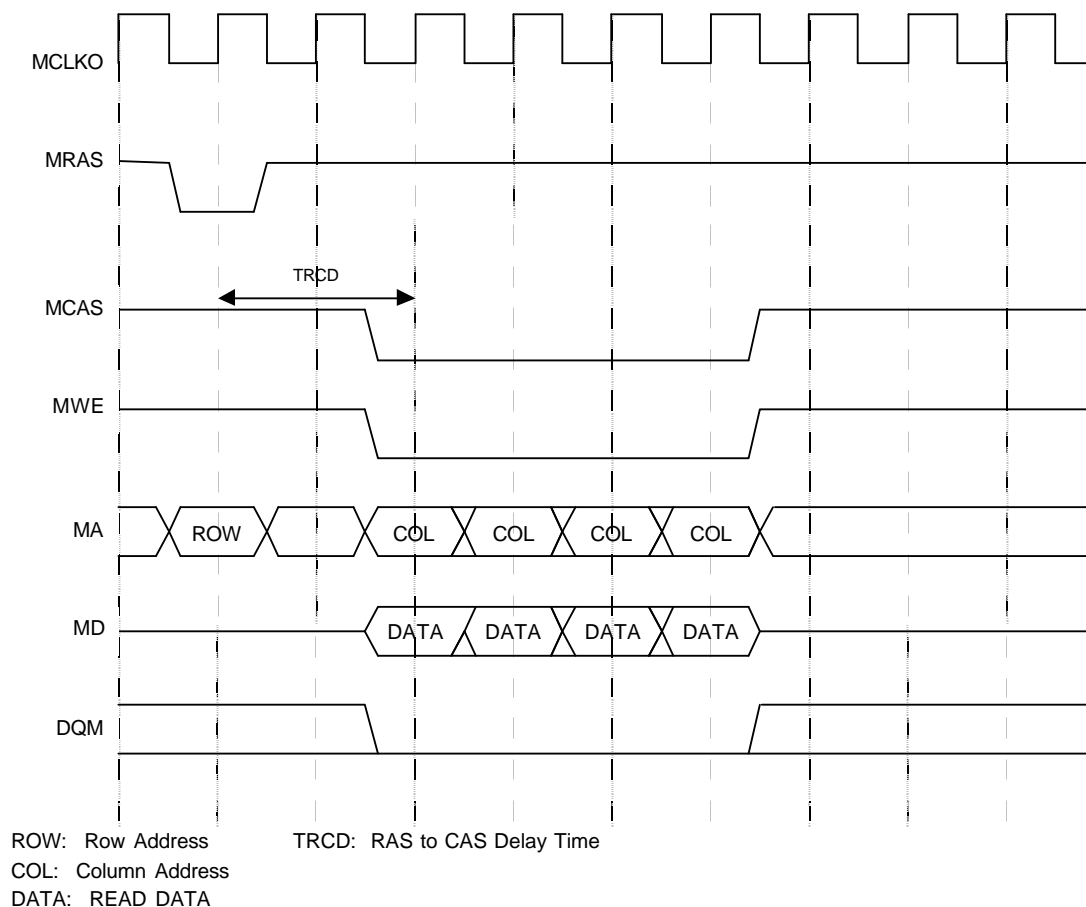 MCLKO
MRAS
TRCD
MCAS
MWE
MA ROW COL COL COL COL
MD DATA DATA DATA DATA
DQM
ROW: Row Address TRCD: RAS to CAS Delay Time
COL: Column Address
DATA: READ DATA